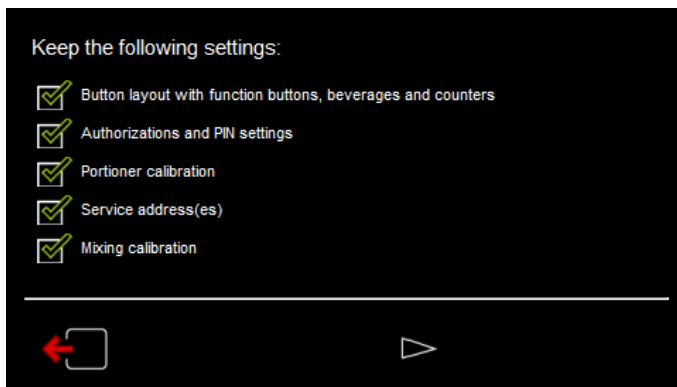 Keep the following settings:
Button layout with function buttons, beverages and counters
Authorizations and PIN settings
Portioner calibration
Service address(es)
Mixing calibration